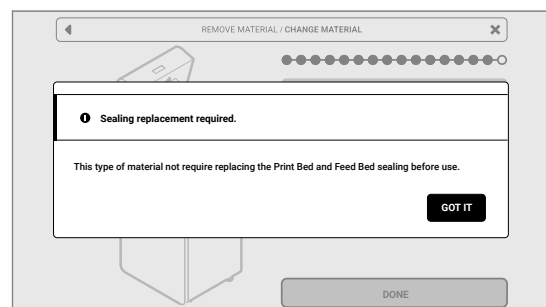 REMOVE MATERIAL / CHANGE MATERIAL
Sealing replacement required.
This type of material not require replacing the Print Bed and Feed Bed sealing before use.
GOT IT
DONE